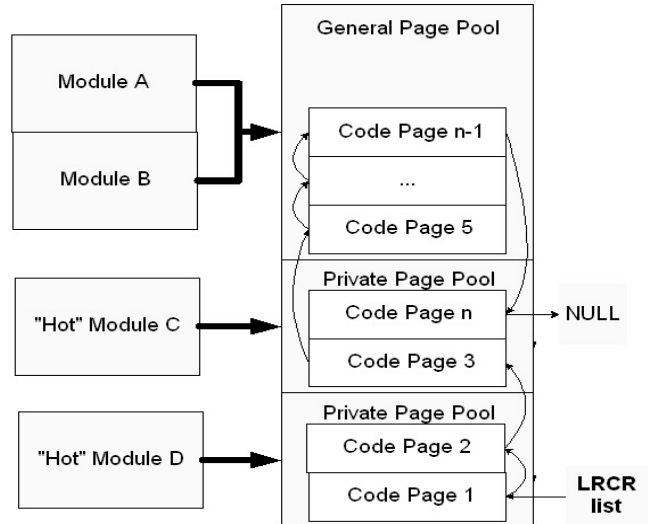 General Page Pool
Module A
Code Page n-1
Module B
...
Code Page 5
Private Page Pool
"Hot" Module C
Code Page n
NULL
Code Page 3
Private Page Pool
"Hot" Module D
Code Page 2
Code Page 1
LRCR
list